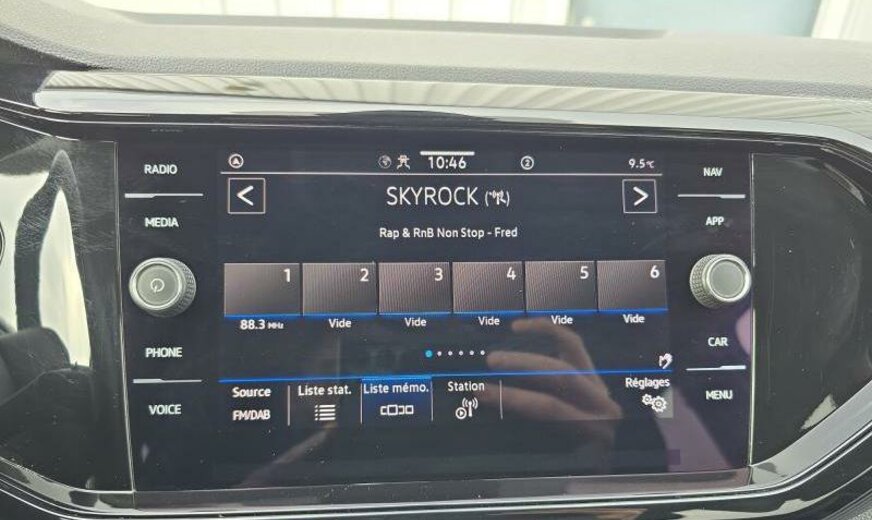 RADIO
MEDIA
PHONE
VOICE
10:46
2
9.5°C
SKYROCK
Rap & RnB Non Stop - Fred
1 2 3 4 5 6
88.3 MHz Vide Vide Vide Vide Vide
Source
FM/DAB
Liste stat.
Liste mémo.
Station
Réglages
NAV
APP
CAR
MENU